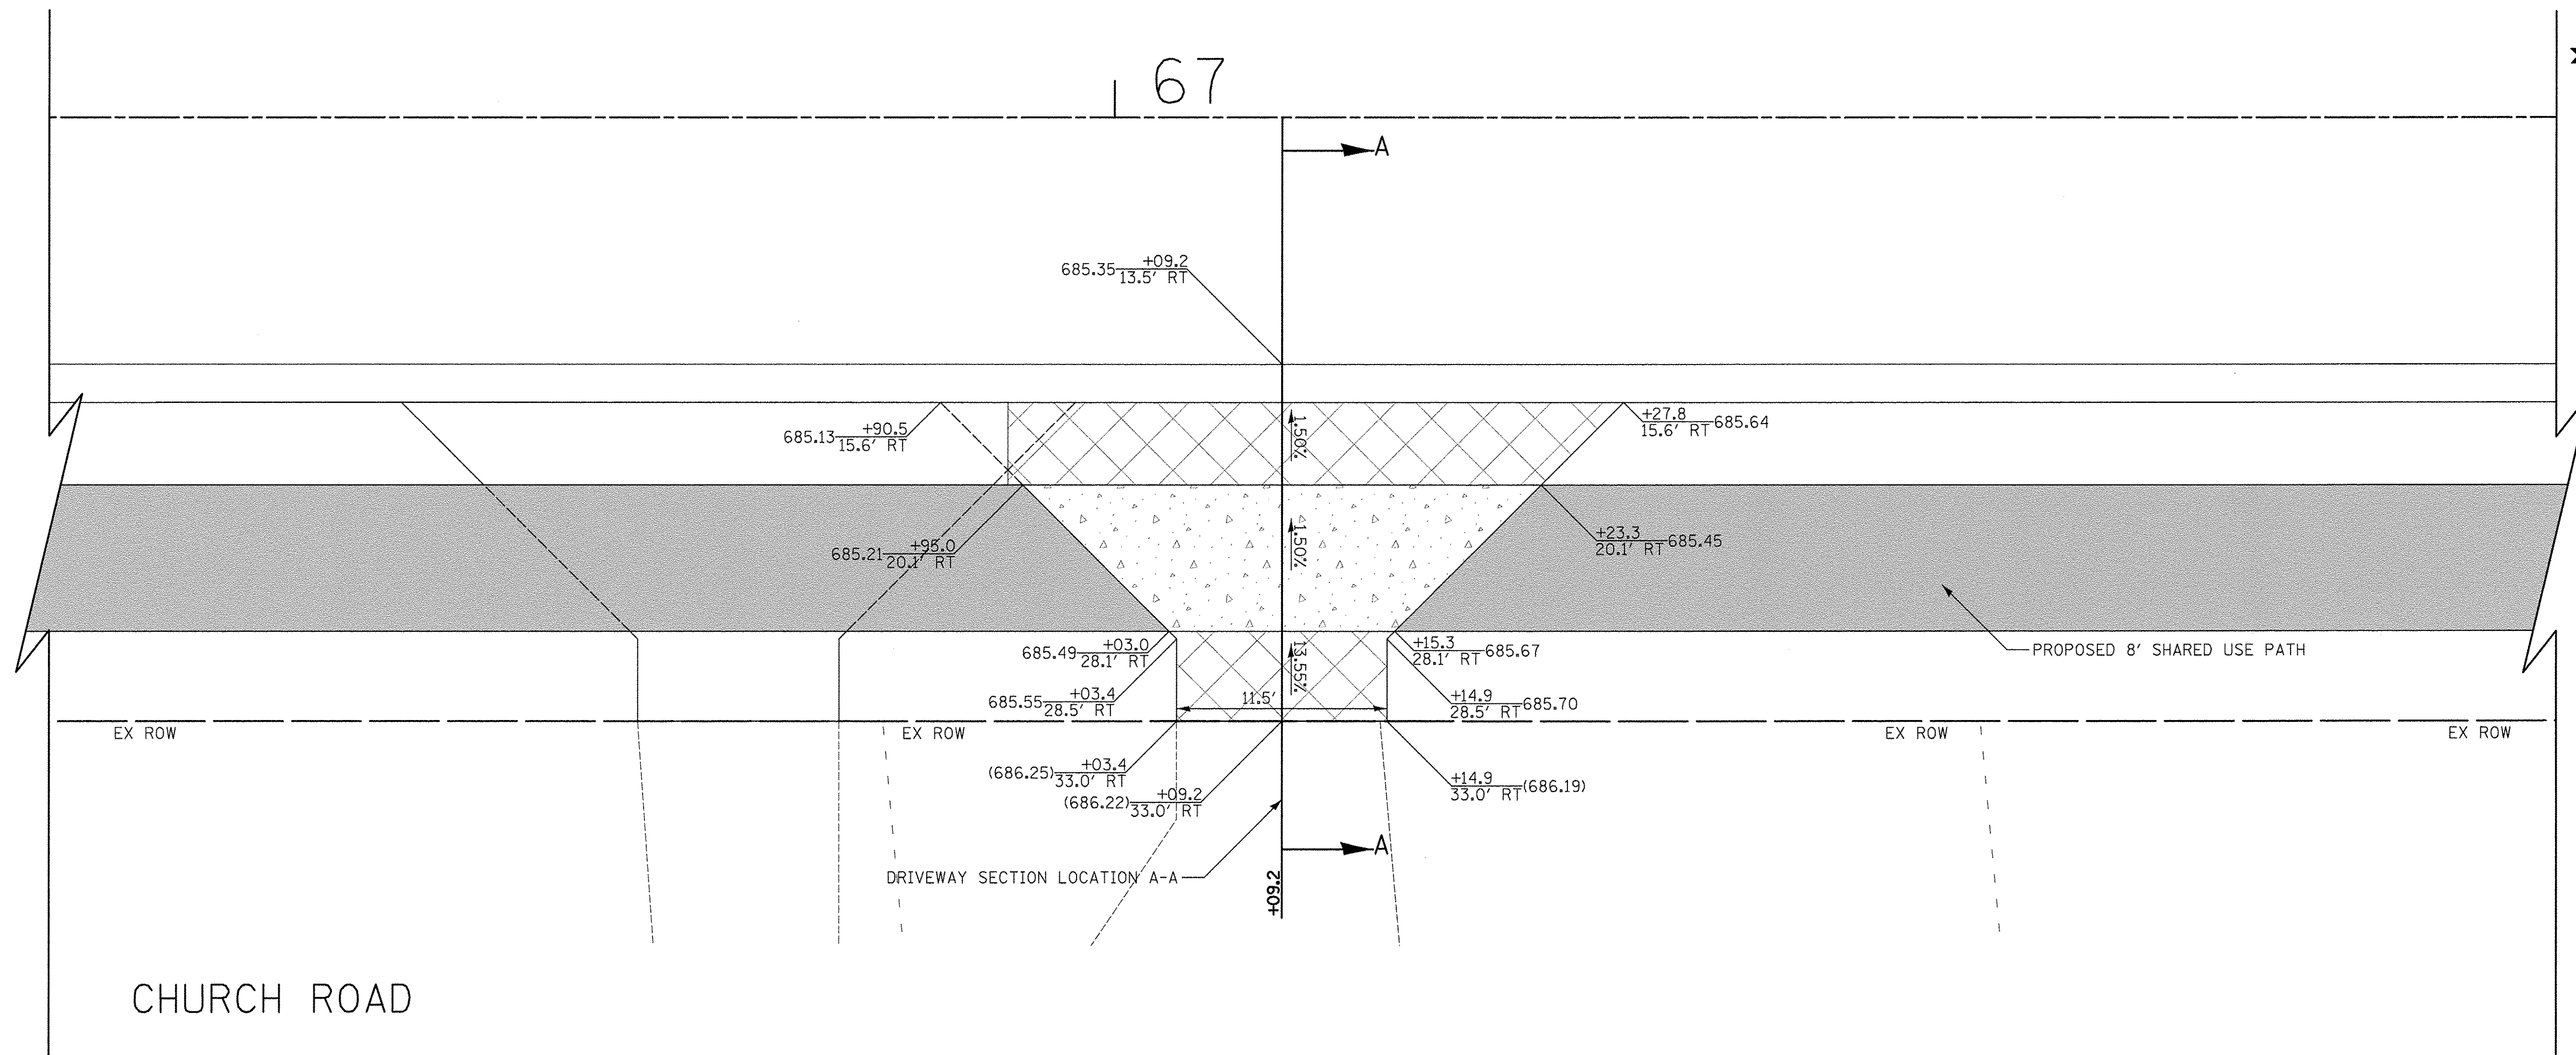 67
A
+09.2
685.35
13.5' RT
+90.5
685.13
15.6' RT
1.50%
+27.8
685.64
15.6' RT
+95.0
685.21
20.1' RT
1.50%
+23.3
685.45
20.1' RT
+03.0
685.49
28.1' RT
13.55%
+15.3
685.67
28.1' RT
PROPOSED 8' SHARED USE PATH
+03.4
685.55
28.5' RT
11.5'
+14.9
685.70
28.5' RT
EX ROW
EX ROW
EX ROW
EX ROW
+03.4
(686.25)
33.0' RT
+09.2
(686.22)
33.0' RT
+14.9
(686.19)
33.0' RT
A
DRIVEWAY SECTION LOCATION A-A
+09.2
CHURCH ROAD